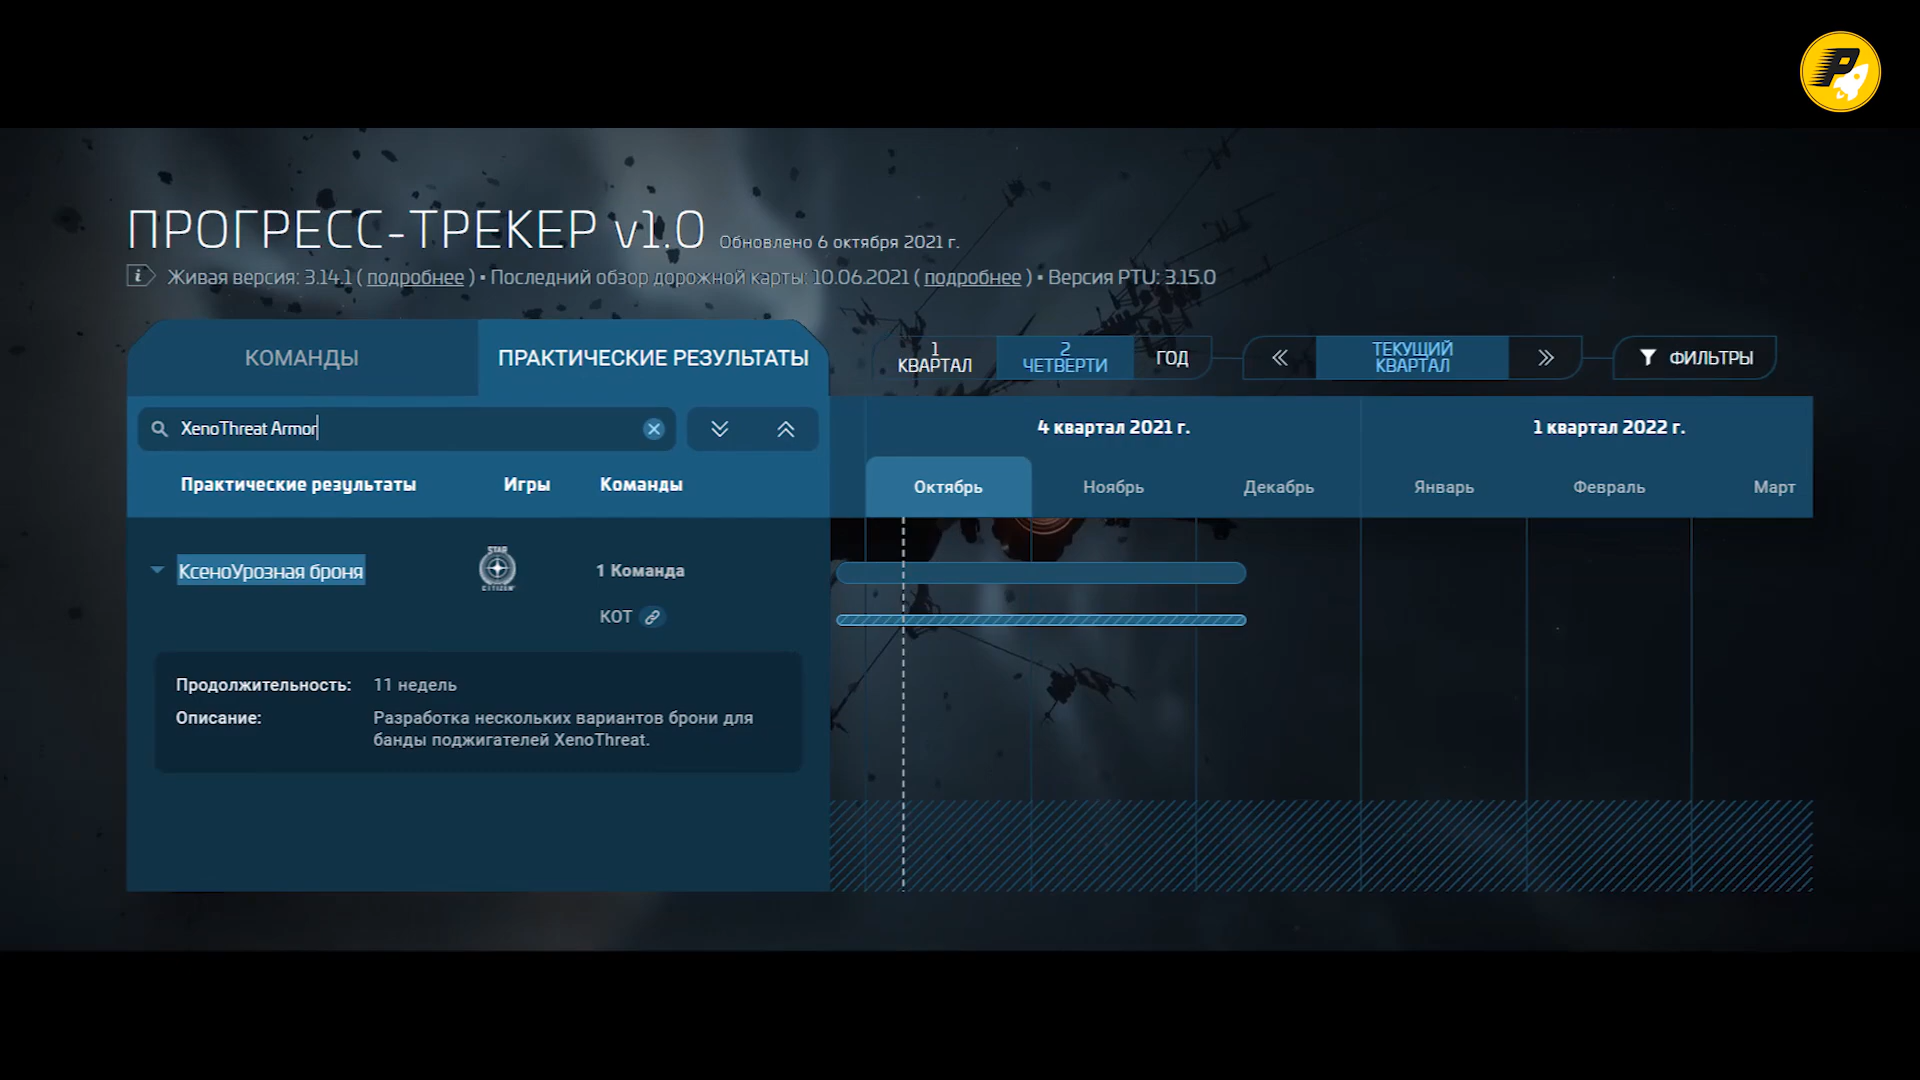 P
ПРОГРЕСС-ТРЕКЕР v1.0 Обновлено 6 октября 2021 г.
Живая версия: 3.14.1 ( подробнее ) • Последний обзор дорожной карты: 10.06.2021 ( подробнее ) • Версия PTU: 3.15.0
КОМАНДЫ
ПРАКТИЧЕСКИЕ РЕЗУЛЬТАТЫ
1
КВАРТАЛ
2
ЧЕТВЕРТИ
ГОД
ТЕКУЩИЙ
КВАРТАЛ
ФИЛЬТРЫ
XenoThreat Armor
4 квартал 2021 г.
1 квартал 2022 г.
Практические результаты
Игры
Команды
Октябрь
Ноябрь
Декабрь
Январь
Февраль
Март
КсеноУрозная броня
STAR
CITIZEN
1 Команда
КОТ
Продолжительность: 11 недель
Описание: Разработка нескольких вариантов брони для
банды поджигателей XenoThreat.